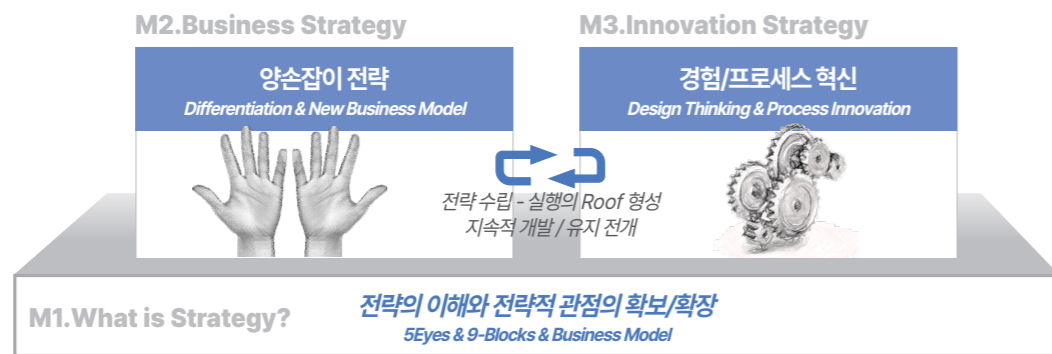 M2.Business Strategy
양손잡이 전략
Differentiation & New Business Model
M3.Innovation Strategy
경험/프로세스 혁신
Design Thinking & Process Innovation
전략 수립 - 실행의 Roof 형성
지속적 개발 / 유지 전개
M1.What is Strategy?
전략의 이해와 전략적 관점의 확보/확장
5Eyes & 9-Blocks & Business Model